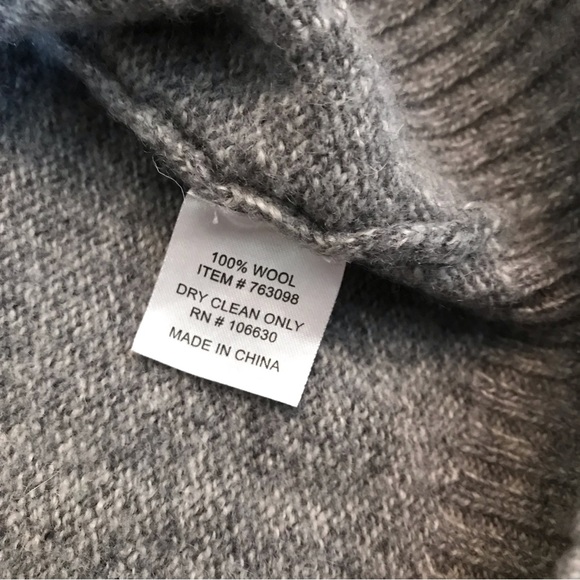 100% WOOL
ITEM # 763098
DRY CLEAN ONLY
RN # 106630
MADE IN CHINA